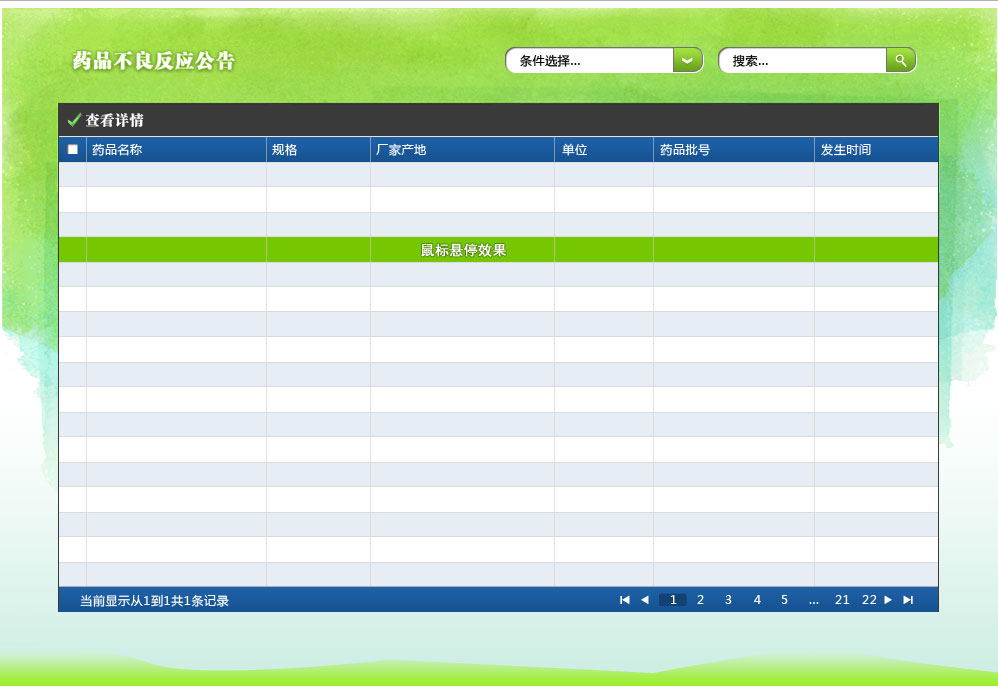 药品不良反应公告
条件选择... 搜索...
查看详情
药品名称 规格 厂家产地 单位 药品批号 发生时间
鼠标悬停效果
当前显示从1到1共1条记录 1 2 3 4 5 ... 21 22